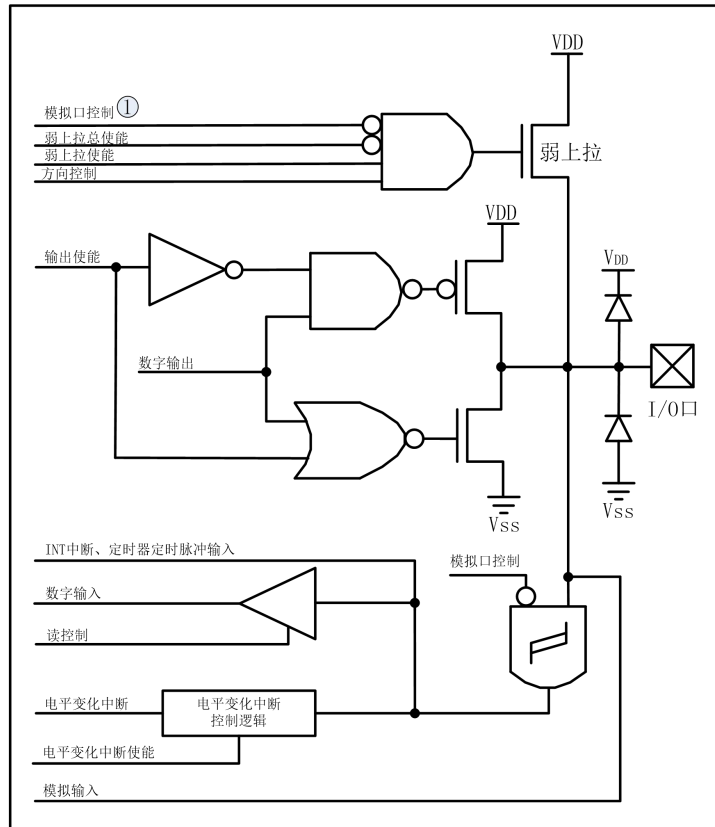 VDD
模拟口控制①
弱上拉总使能
弱上拉使能
方向控制
弱上拉
VDD
输出使能
VDD
数字输出
I/O口
Vss
Vss
INT中断、定时器定时脉冲输入
模拟口控制
数字输入
读控制
电平变化中断
电平变化中断
控制逻辑
电平变化中断使能
模拟输入